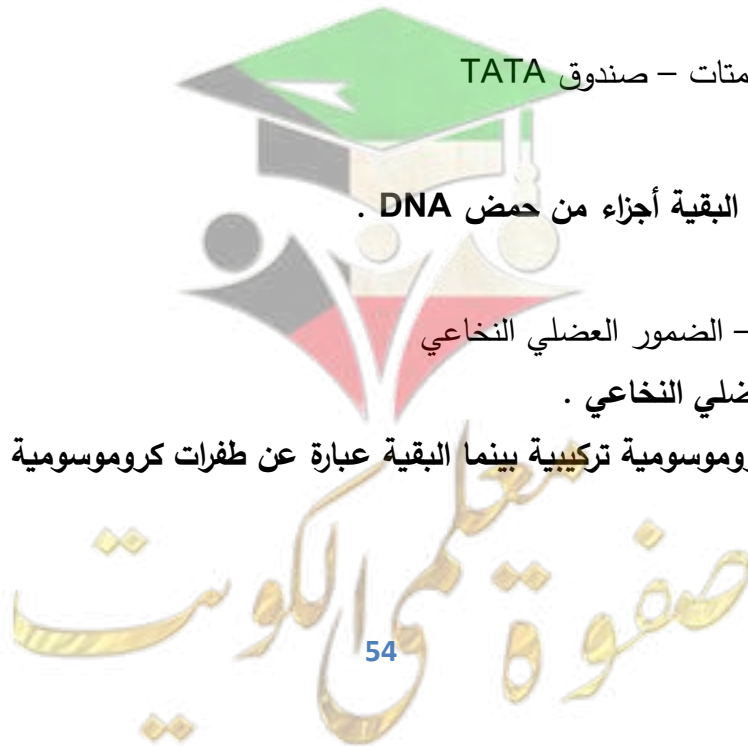 متات – صندوق TATA
البقية أجزاء من حمض DNA .
– الضمور العضلي النخاعي
ضلي النخاعي .
روموسومية تركيبية بينما البقية عبارة عن طفرات كروموسومية
صفوة معلمى الكويت
54